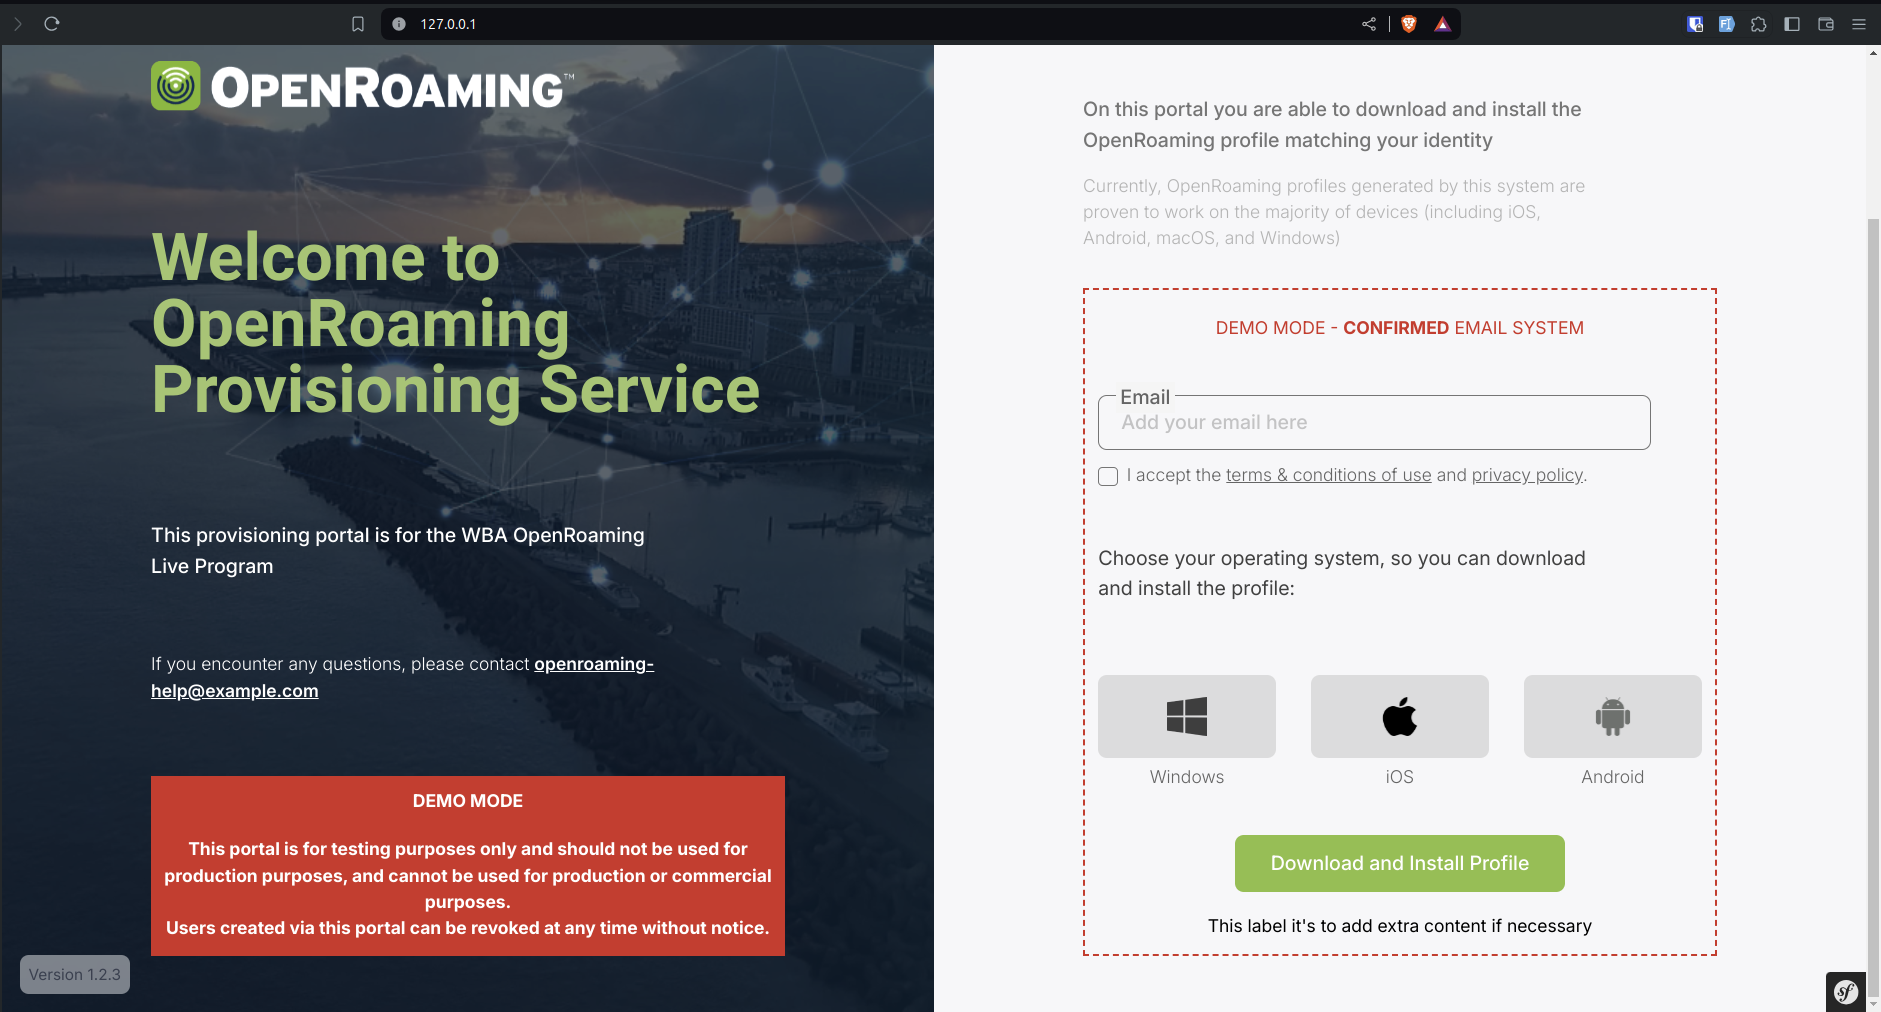 127.0.0.1
OPENROAMING™
Welcome to
OpenRoaming
Provisioning Service
This provisioning portal is for the WBA OpenRoaming
Live Program
If you encounter any questions, please contact openroaming-
help@example.com
DEMO MODE
This portal is for testing purposes only and should not be used for
production purposes, and cannot be used for production or commercial
purposes.
Users created via this portal can be revoked at any time without notice.
Version 1.2.3
On this portal you are able to download and install the
OpenRoaming profile matching your identity
Currently, OpenRoaming profiles generated by this system are
proven to work on the majority of devices (including iOS,
Android, macOS, and Windows)
DEMO MODE - CONFIRMED EMAIL SYSTEM
Email
Add your email here
I accept the terms & conditions of use and privacy policy.
Choose your operating system, so you can download
and install the profile:
Windows
iOS
Android
Download and Install Profile
This label it's to add extra content if necessary
sf